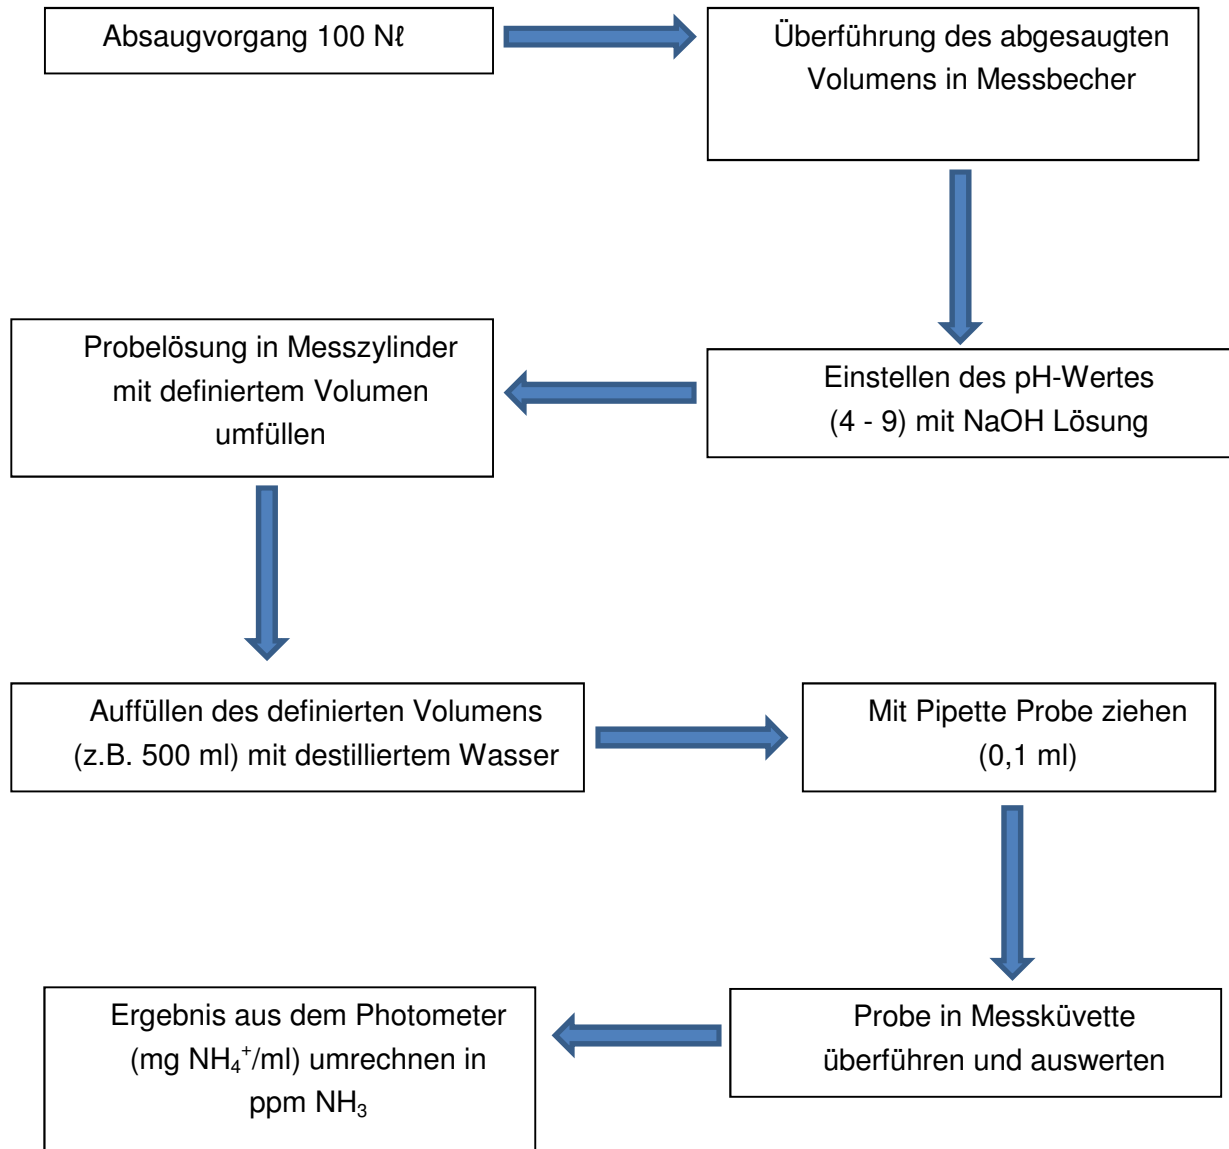 Absaugvorgang 100 Nℓ
Überführung des abgesaugten
Volumens in Messbecher
Einstellen des pH-Wertes
(4 - 9) mit NaOH Lösung
Probelösung in Messzylinder
mit definiertem Volumen
umfüllen
Auffüllen des definierten Volumens
(z.B. 500 ml) mit destilliertem Wasser
Mit Pipette Probe ziehen
(0,1 ml)
Probe in Messküvette
überführen und auswerten
Ergebnis aus dem Photometer
(mg NH₄⁺/ml) umrechnen in
ppm NH₃